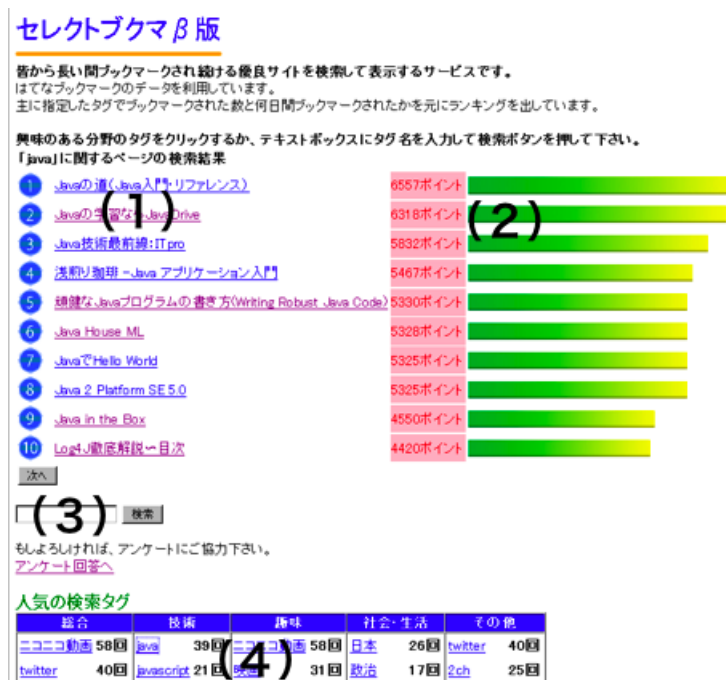 セレクトブクマβ版
皆から長い間ブックマークされ続ける優良サイトを検索して表示するサービスです。
はてなブックマークのデータを利用しています。
主に指定したタグでブックマークされた数と何日間ブックマークされたかを元にランキングを出しています。
興味のある分野のタグをクリックするか、テキストボックスにタグ名を入力して検索ボタンを押して下さい。
「java」に関するページの検索結果
1 Javaの道(Java入門・リファレンス) 6557ポイント
2 Javaの学習ならJavaDrive 6318ポイント
(1) (2)
3 Java技術最前線:ITpro 5832ポイント
4 浅煎り珈琲 -Java アプリケーション入門 5467ポイント
5 頑健なJavaプログラムの書き方(Writing Robust Java Code) 5330ポイント
6 Java House ML 5328ポイント
7 JavaでHello World 5325ポイント
8 Java 2 Platform SE 5.0 5325ポイント
9 Java in the Box 4550ポイント
10 Log4J徹底解説ー目次 4420ポイント
次へ
(3) 検索
もしよろしければ、アンケートにご協力下さい。
アンケート回答へ
人気の検索タグ
総合 技術 趣味 社会・生活 その他
ニコニコ動画 58回 java 39回 ニコニコ動画 58回 日本 26回 twitter 40回
(4)
twitter 40回 javascript 21回 映画 31回 政治 17回 2ch 25回